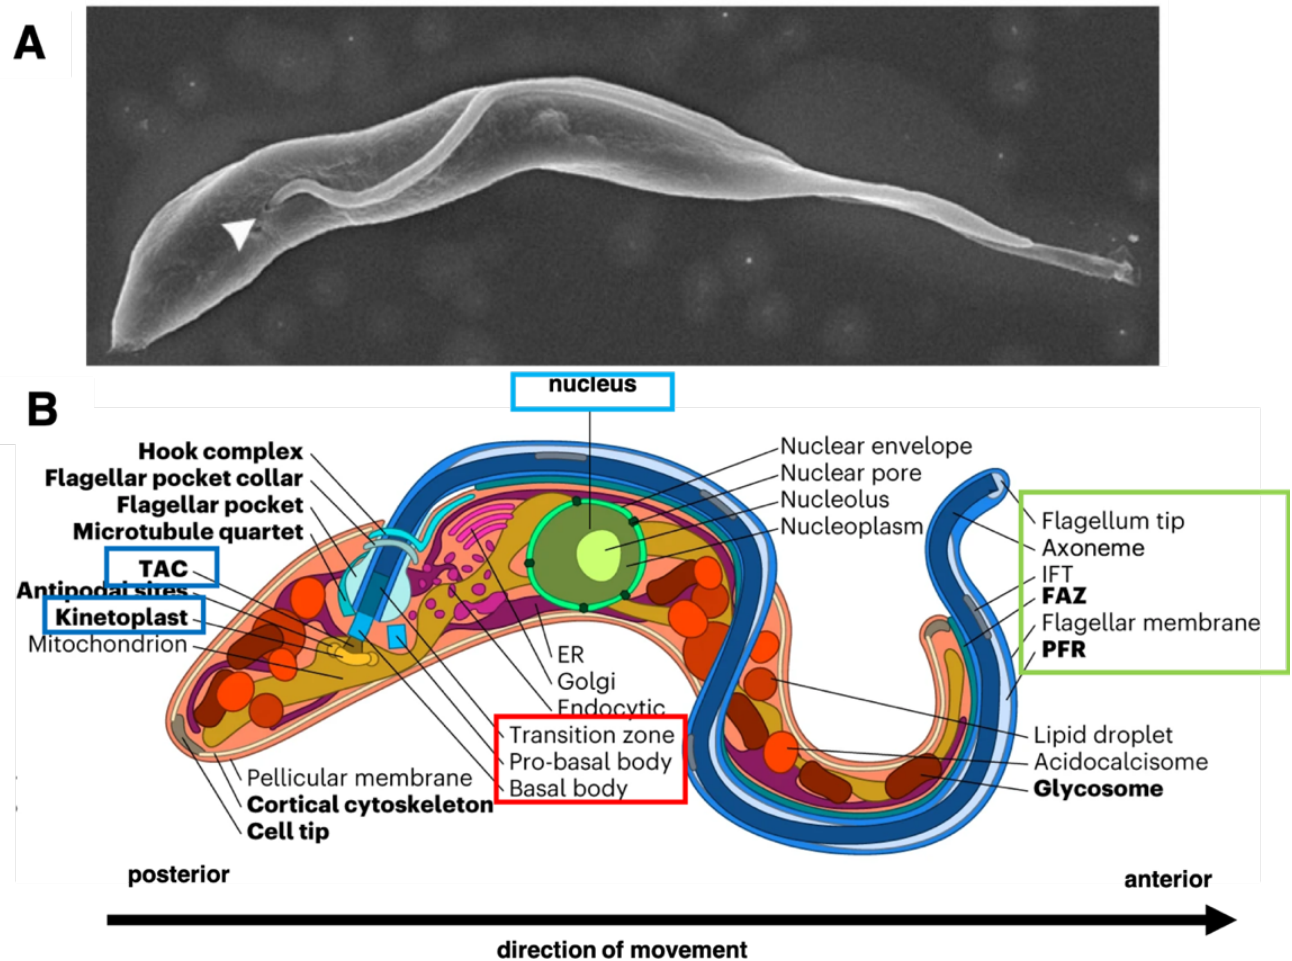 A
B
nucleus
Hook complex
Flagellar pocket collar
Flagellar pocket
Microtubule quartet
TAC
Antipodal sites
Kinetoplast
Mitochondrion
Nuclear envelope
Nuclear pore
Nucleolus
Nucleoplasm
Flagellum tip
Axoneme
IFT
FAZ
Flagellar membrane
PFR
ER
Golgi
Endocytic
Transition zone
Pro-basal body
Basal body
Lipid droplet
Acidocalcisome
Glycosome
Pellicular membrane
Cortical cytoskeleton
Cell tip
posterior
anterior
direction of movement